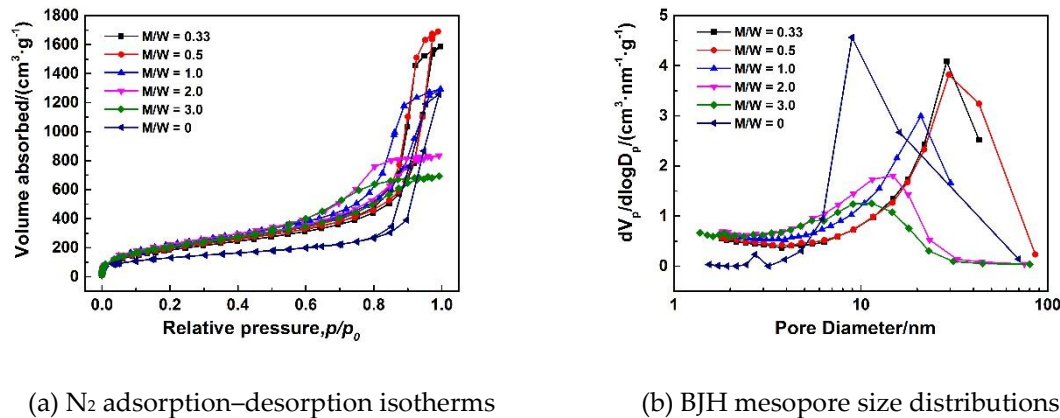 1800
1600
1400
1200
1000
800
600
400
200
0
Volume absorbed/(cm³·g⁻¹)
M/W = 0.33
M/W = 0.5
M/W = 1.0
M/W = 2.0
M/W = 3.0
M/W = 0
0.0 0.2 0.4 0.6 0.8 1.0
Relative pressure,p/p₀
5
4
3
2
1
0
dVₚ/dlogDₚ/(cm³·nm⁻¹·g⁻¹)
M/W = 0.33
M/W = 0.5
M/W = 1.0
M/W = 2.0
M/W = 3.0
M/W = 0
1 10 100
Pore Diameter/nm
(a) N₂ adsorption–desorption isotherms
(b) BJH mesopore size distributions